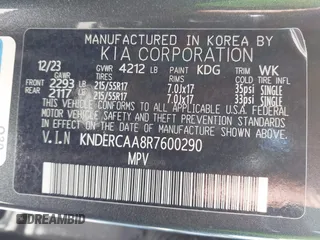 MANUFACTURED IN KOREA BY
KIA CORPORATION
12/23 GVWR 4212 LB PAINT KDG TRIM WK
GAWR TIRE RIM COLD TIRE INFL
FRONT 2293 LB 215/55R17 7.0Jx17 35psi SINGLE
REAR 2117 LB 215/55R17 7.0Jx17 33psi SINGLE
THIS VEHICLE CONFORMS TO ALL APPLICABLE U.S.A. FEDERAL
MOTOR VEHICLE SAFETY AND THEFT PREVENTION STANDARDS
IN EFFECT ON THE DATE OF MANUFACTURE SHOWN ABOVE.
V.I.N KNDERCAA8R7600290
MPV
DREAMBID